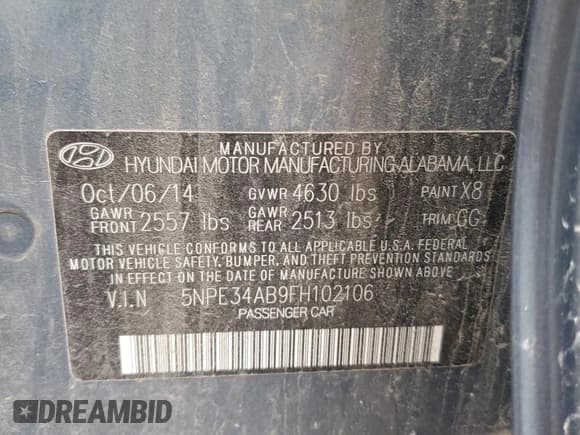 MANUFACTURED BY
HYUNDAI MOTOR MANUFACTURING ALABAMA, LLC
Oct/06/14 GVWR 4630 lbs PAINT X8
GAWR FRONT 2557 lbs GAWR REAR 2513 lbs TRIM GG
THIS VEHICLE CONFORMS TO ALL APPLICABLE U.S.A. FEDERAL
MOTOR VEHICLE SAFETY, BUMPER, AND THEFT PREVENTION STANDARDS
IN EFFECT ON THE DATE OF MANUFACTURE SHOWN ABOVE.
V.I.N 5NPE34AB9FH102106
PASSENGER CAR
DREAMBID